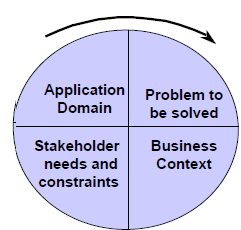 Application
Domain
Problem to
be solved
Stakeholder
needs and
constraints
Business
Context